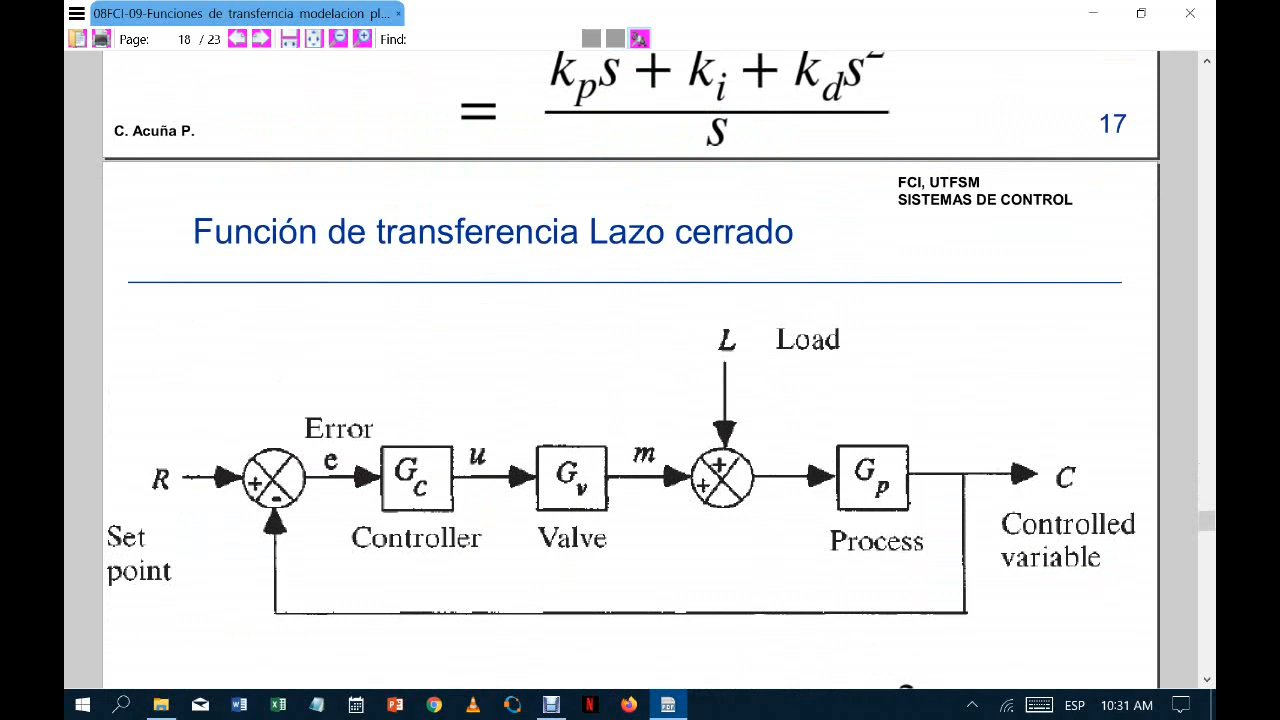 08FCI-09-Funciones de transferncia modelacion pl...
Page: 18 / 23 Find:
k_p s + k_i + k_d s^2
=
s
C. Acuña P.
17
FCI, UTFSM
SISTEMAS DE CONTROL
Función de transferencia Lazo cerrado
L Load
Error
R + - e G_C u G_v m + + G_p C
Set point
Controller
Valve
Process
Controlled variable
ESP 10:31 AM